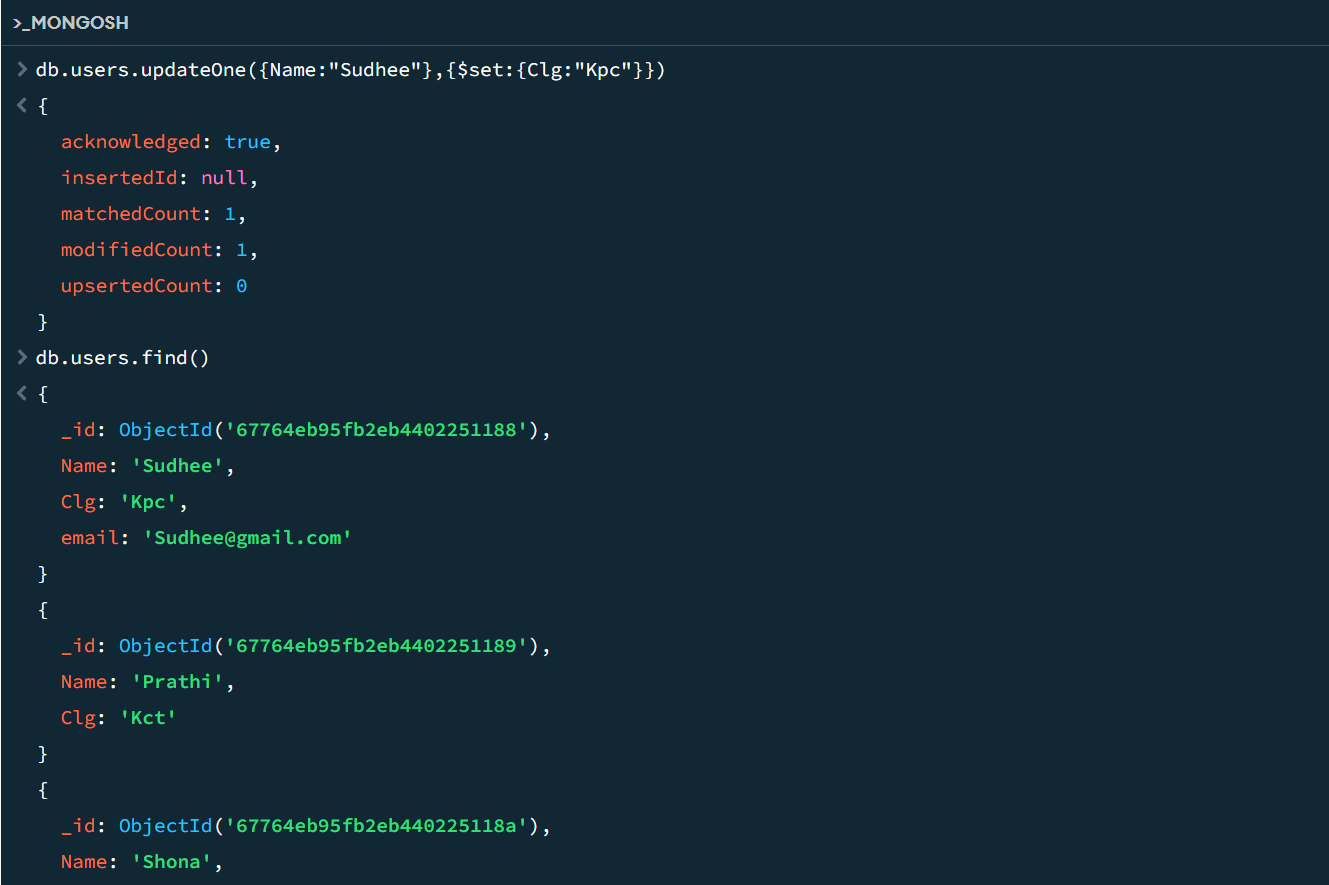 >_MONGOSH
> db.users.updateOne({Name:"Sudhee"},{$set:{Clg:"Kpc"}})
< {
acknowledged: true,
insertedId: null,
matchedCount: 1,
modifiedCount: 1,
upsertedCount: 0
}
> db.users.find()
< {
_id: ObjectId('67764eb95fb2eb4402251188'),
Name: 'Sudhee',
Clg: 'Kpc',
email: 'Sudhee@gmail.com'
}
{
_id: ObjectId('67764eb95fb2eb4402251189'),
Name: 'Prathi',
Clg: 'Kct'
}
{
_id: ObjectId('67764eb95fb2eb440225118a'),
Name: 'Shona',